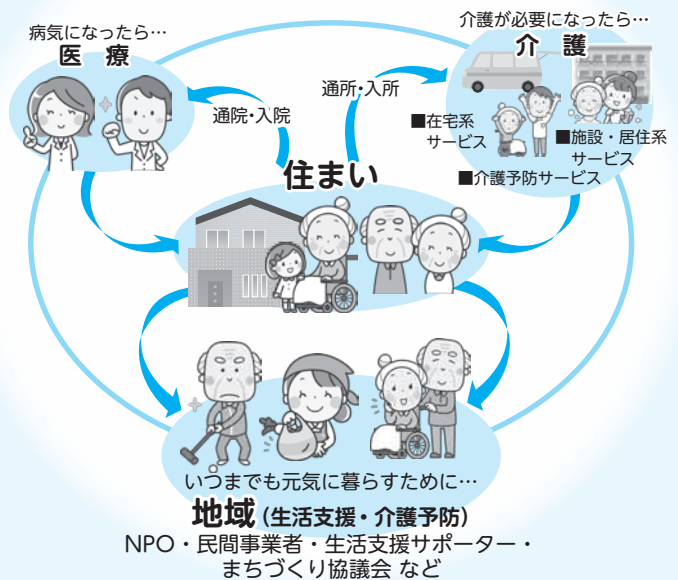 病気になったら…
医　療
介護が必要になったら…
介　護
通院・入院
通所・入所
■在宅系
サービス
■施設・居住系
サービス
■介護予防サービス
住まい
いつまでも元気に暮らすために…
地域（生活支援・介護予防）
NPO・民間事業者・生活支援サポーター・
まちづくり協議会 など